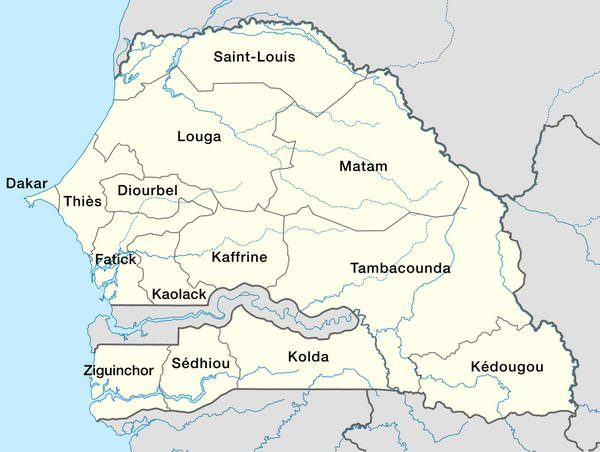 Saint-Louis
Louga
Matam
Dakar
Diourbel
Thiès
Fatick
Kaffrine
Tambacounda
Kaolack
Ziguinchor
Sédhiou
Kolda
Kédougou